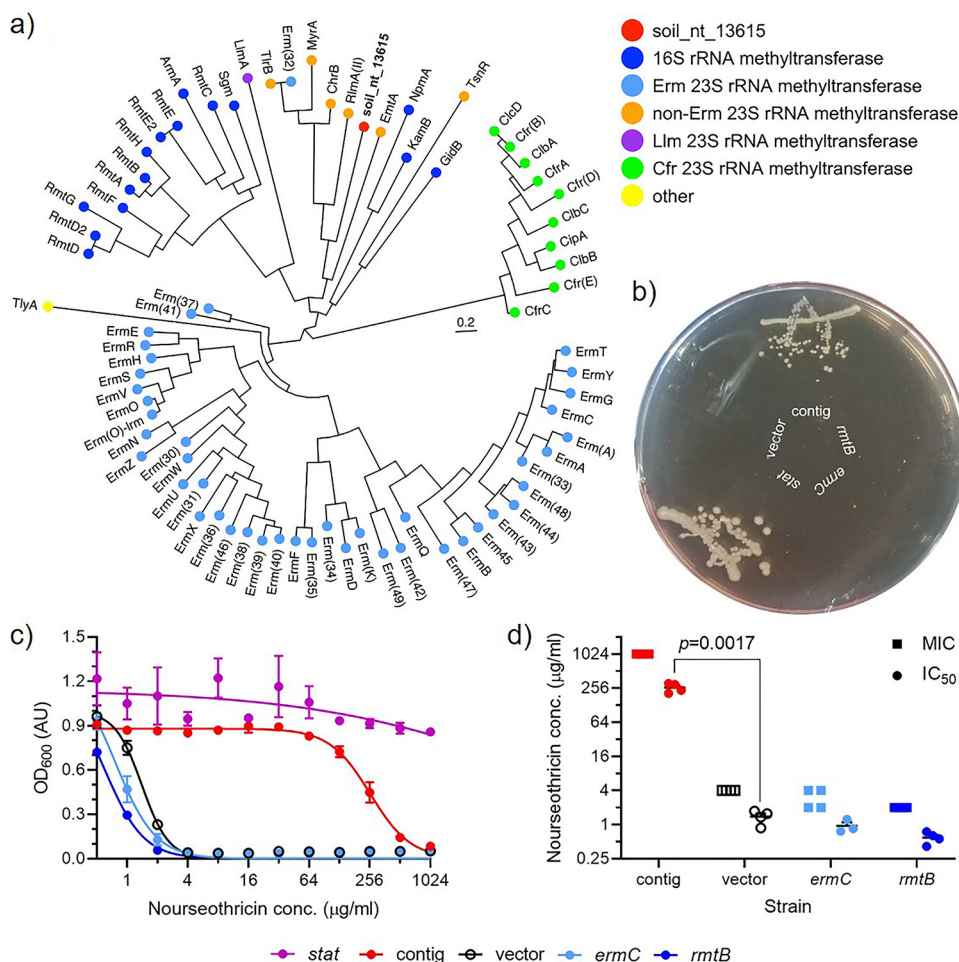 a)
TlyA
RmtD
RmtD2
RmtG
RmtF
RmtA
RmtB
RmtH
RmtE2
RmtE
ArmA
RmtC
Sgm
LlmA
TlrB
Erm(32)
MyrA
ChrB
RlmA(II)
soil_nt_13615
EmtA
NpmA
KamB
GidB
TsnR
ClcD
Cfr(B)
ClbA
CfrA
Cfr(D)
ClbC
CipA
ClbB
Cfr(E)
CfrC
0.2
Erm(37)
Erm(41)
ErmE
ErmR
ErmH
ErmS
ErmV
ErmO
Erm(O)-lrm
ErmN
ErmZ
Erm(30)
ErmW
ErmU
Erm(31)
ErmX
Erm(36)
Erm(46)
Erm(38)
Erm(39)
Erm(40)
ErmF
Erm(35)
Erm(34)
ErmD
Erm(K)
Erm(49)
Erm(42)
ErmQ
Erm(47)
ErmB
Erm45
Erm(43)
Erm(44)
Erm(48)
Erm(33)
ErmA
Erm(A)
ErmC
ErmG
ErmY
ErmT
soil_nt_13615
16S rRNA methyltransferase
Erm 23S rRNA methyltransferase
non-Erm 23S rRNA methyltransferase
Llm 23S rRNA methyltransferase
Cfr 23S rRNA methyltransferase
other
b)
contig
rmtB
ermC
stat
vector
c)
OD600 (AU)
1.5
1.2
0.9
0.6
0.3
0.0
1 4 16 64 256 1024
Nourseothricin conc. (µg/ml)
d)
Nourseothricin conc. (µg/ml)
1024
256
64
16
4
1
0.25
p=0.0017
MIC
IC50
contig vector ermC rmtB
Strain
stat contig vector ermC rmtB